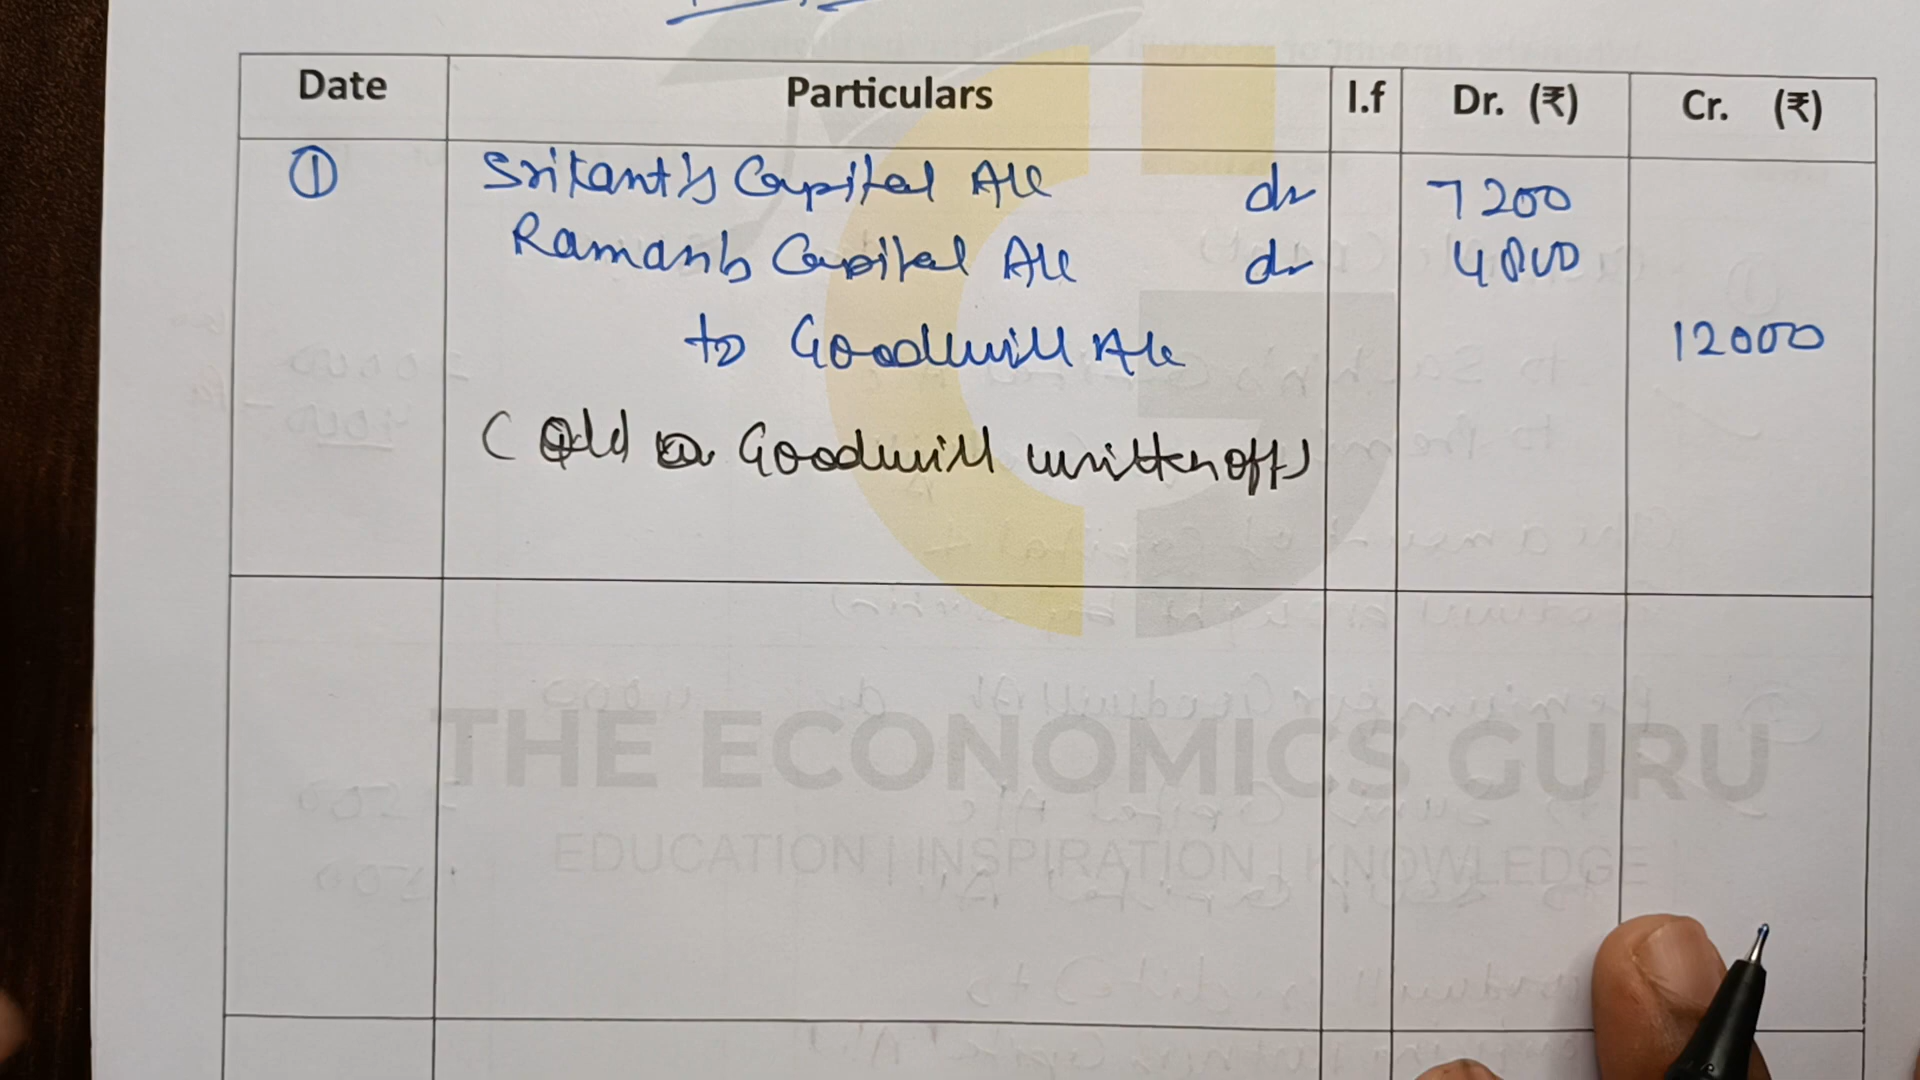 Date Particulars l.f Dr. (₹) Cr. (₹)
① Srikant's Capital A/c dr 7200
Raman's Capital A/c dr 4800
to Goodwill A/c 12000
(Old Goodwill written off)
THE ECONOMICS GURU
EDUCATION | INSPIRATION | KNOWLEDGE